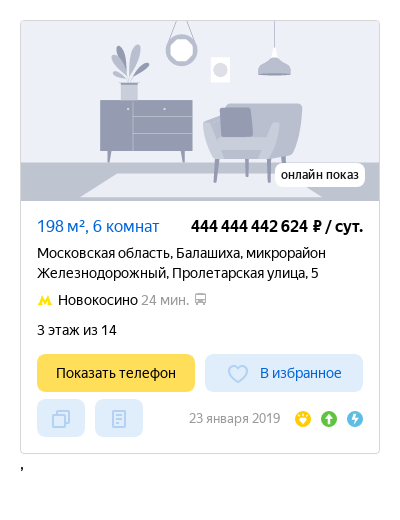 онлайн показ
198 м², 6 комнат 444 444 442 624 ₽ / сут.
Московская область, Балашиха, микрорайон
Железнодорожный, Пролетарская улица, 5
Новокосино 24 мин.
3 этаж из 14
Показать телефон В избранное
23 января 2019
,